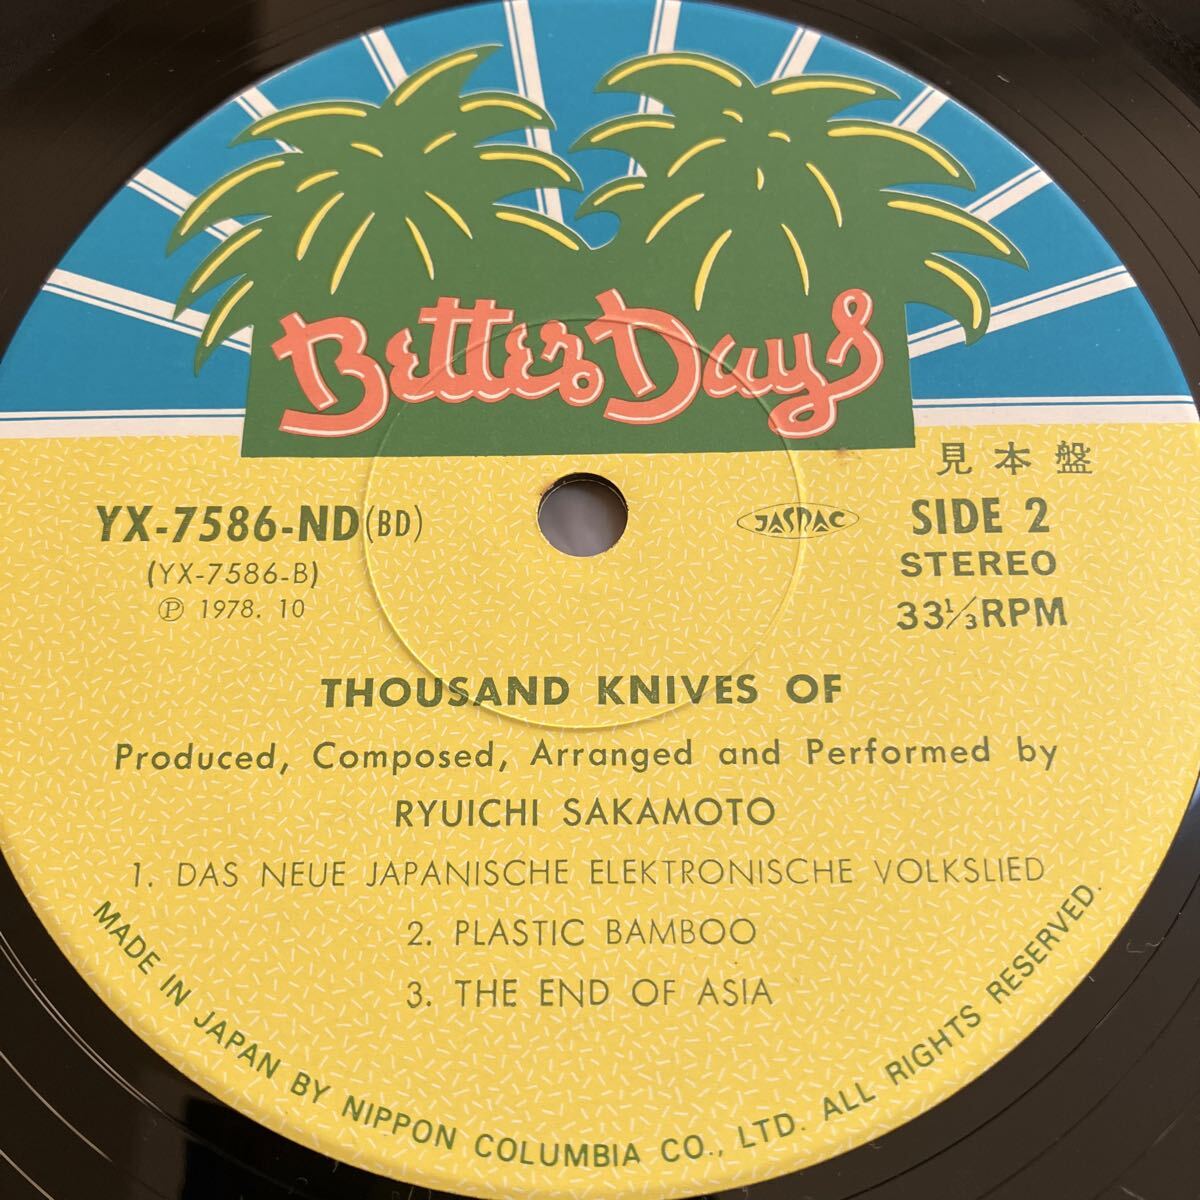 Better Days
見本盤
YX-7586-ND(BD)
(YX-7586-B)
Ⓟ 1978. 10
JASRAC
SIDE 2
STEREO
33⅓RPM
THOUSAND KNIVES OF
Produced, Composed, Arranged and Performed by
RYUICHI SAKAMOTO
1. DAS NEUE JAPANISCHE ELEKTRONISCHE VOLKSLIED
2. PLASTIC BAMBOO
3. THE END OF ASIA
MADE IN JAPAN BY NIPPON COLUMBIA CO., LTD. ALL RIGHTS RESERVED.